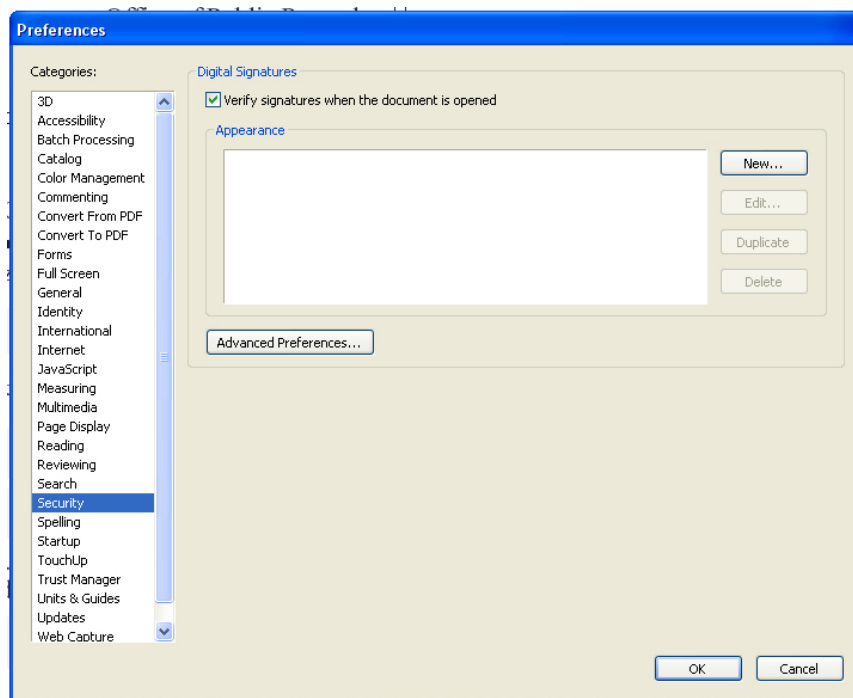 Preferences
Categories:
3D
Accessibility
Batch Processing
Catalog
Color Management
Commenting
Convert From PDF
Convert To PDF
Forms
Full Screen
General
Identity
International
Internet
JavaScript
Measuring
Multimedia
Page Display
Reading
Reviewing
Search
Security
Spelling
Startup
TouchUp
Trust Manager
Units & Guides
Updates
Web Capture
Digital Signatures
Verify signatures when the document is opened
Appearance
New...
Edit...
Duplicate
Delete
Advanced Preferences...
OK
Cancel